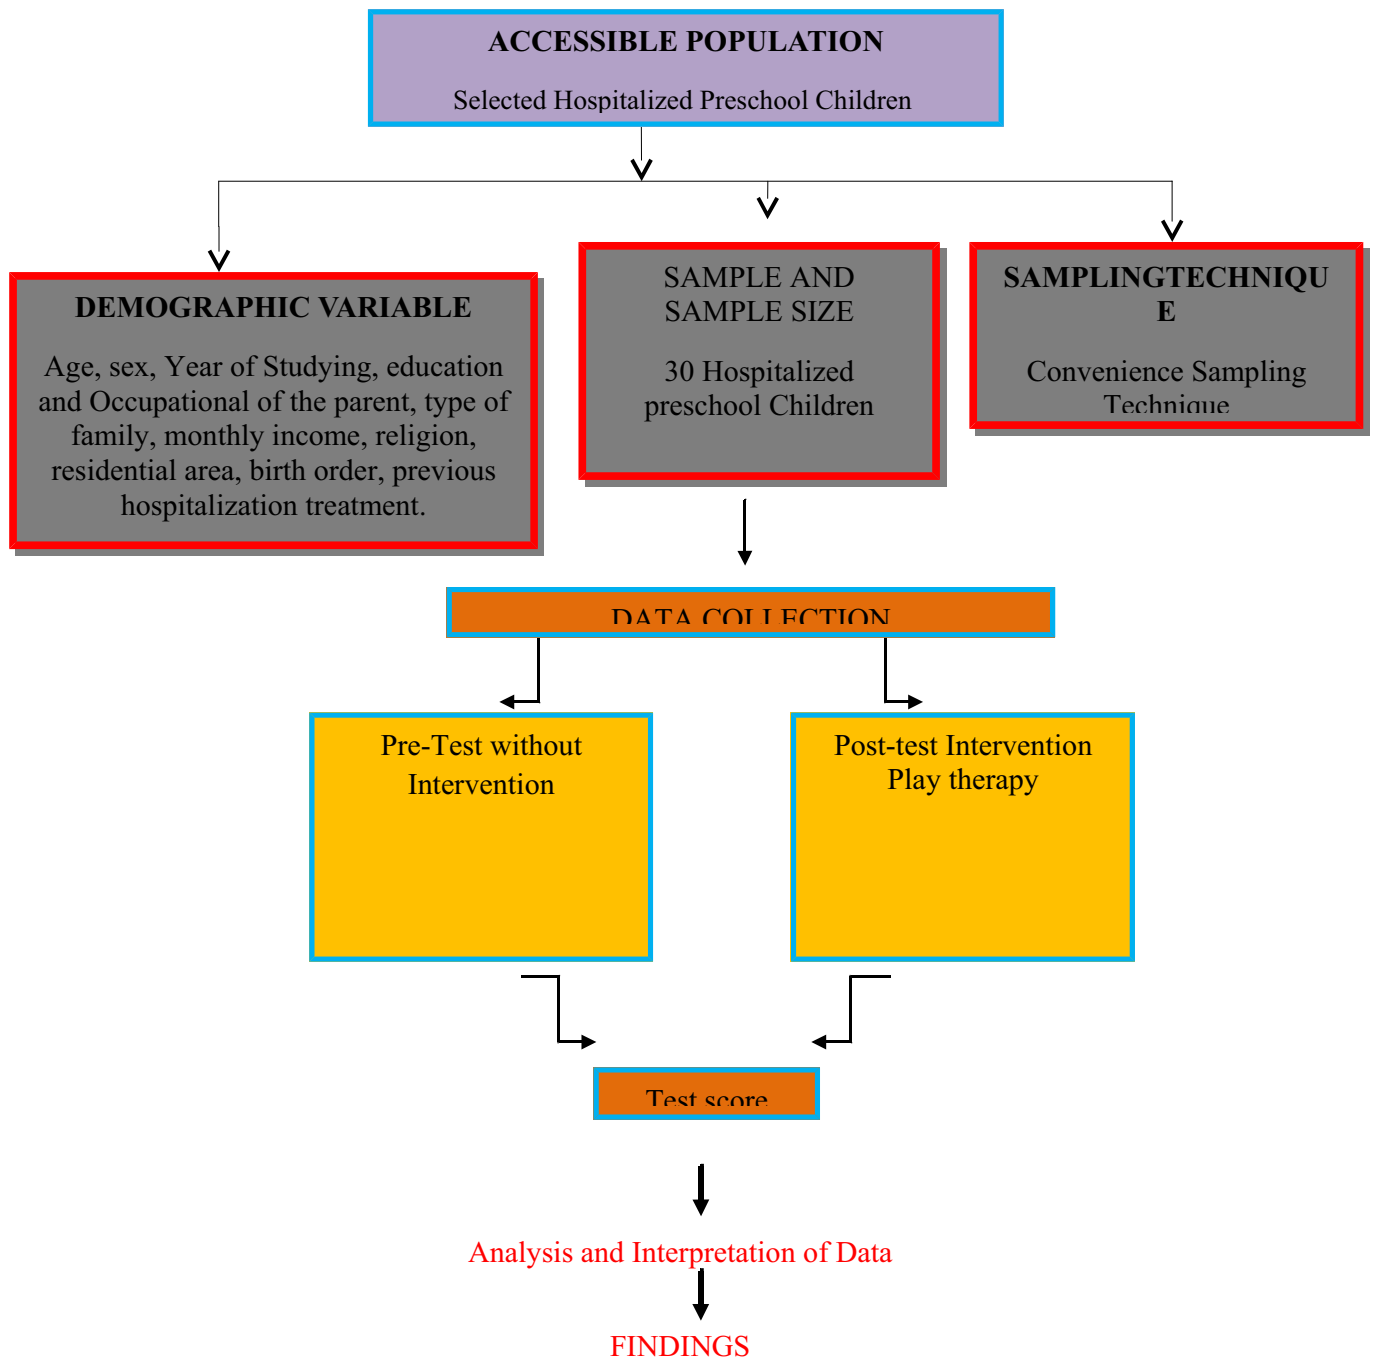 ACCESSIBLE POPULATION
Selected Hospitalized Preschool Children
DEMOGRAPHIC VARIABLE
Age, sex, Year of Studying, education
and Occupational of the parent, type of
family, monthly income, religion,
residential area, birth order, previous
hospitalization treatment.
SAMPLE AND
SAMPLE SIZE
30 Hospitalized
preschool Children
SAMPLINGTECHNIQU
E
Convenience Sampling
Technique
DATA COLLECTION
Pre-Test without
Intervention
Post-test Intervention
Play therapy
Test score
Analysis and Interpretation of Data
FINDINGS